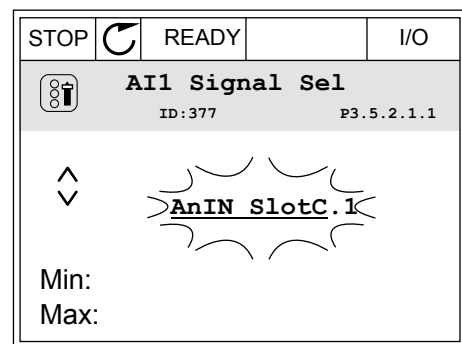 STOP READY I/O
AI1 Signal Sel
ID:377 P3.5.2.1.1
AnIN SlotC.1
Min:
Max: